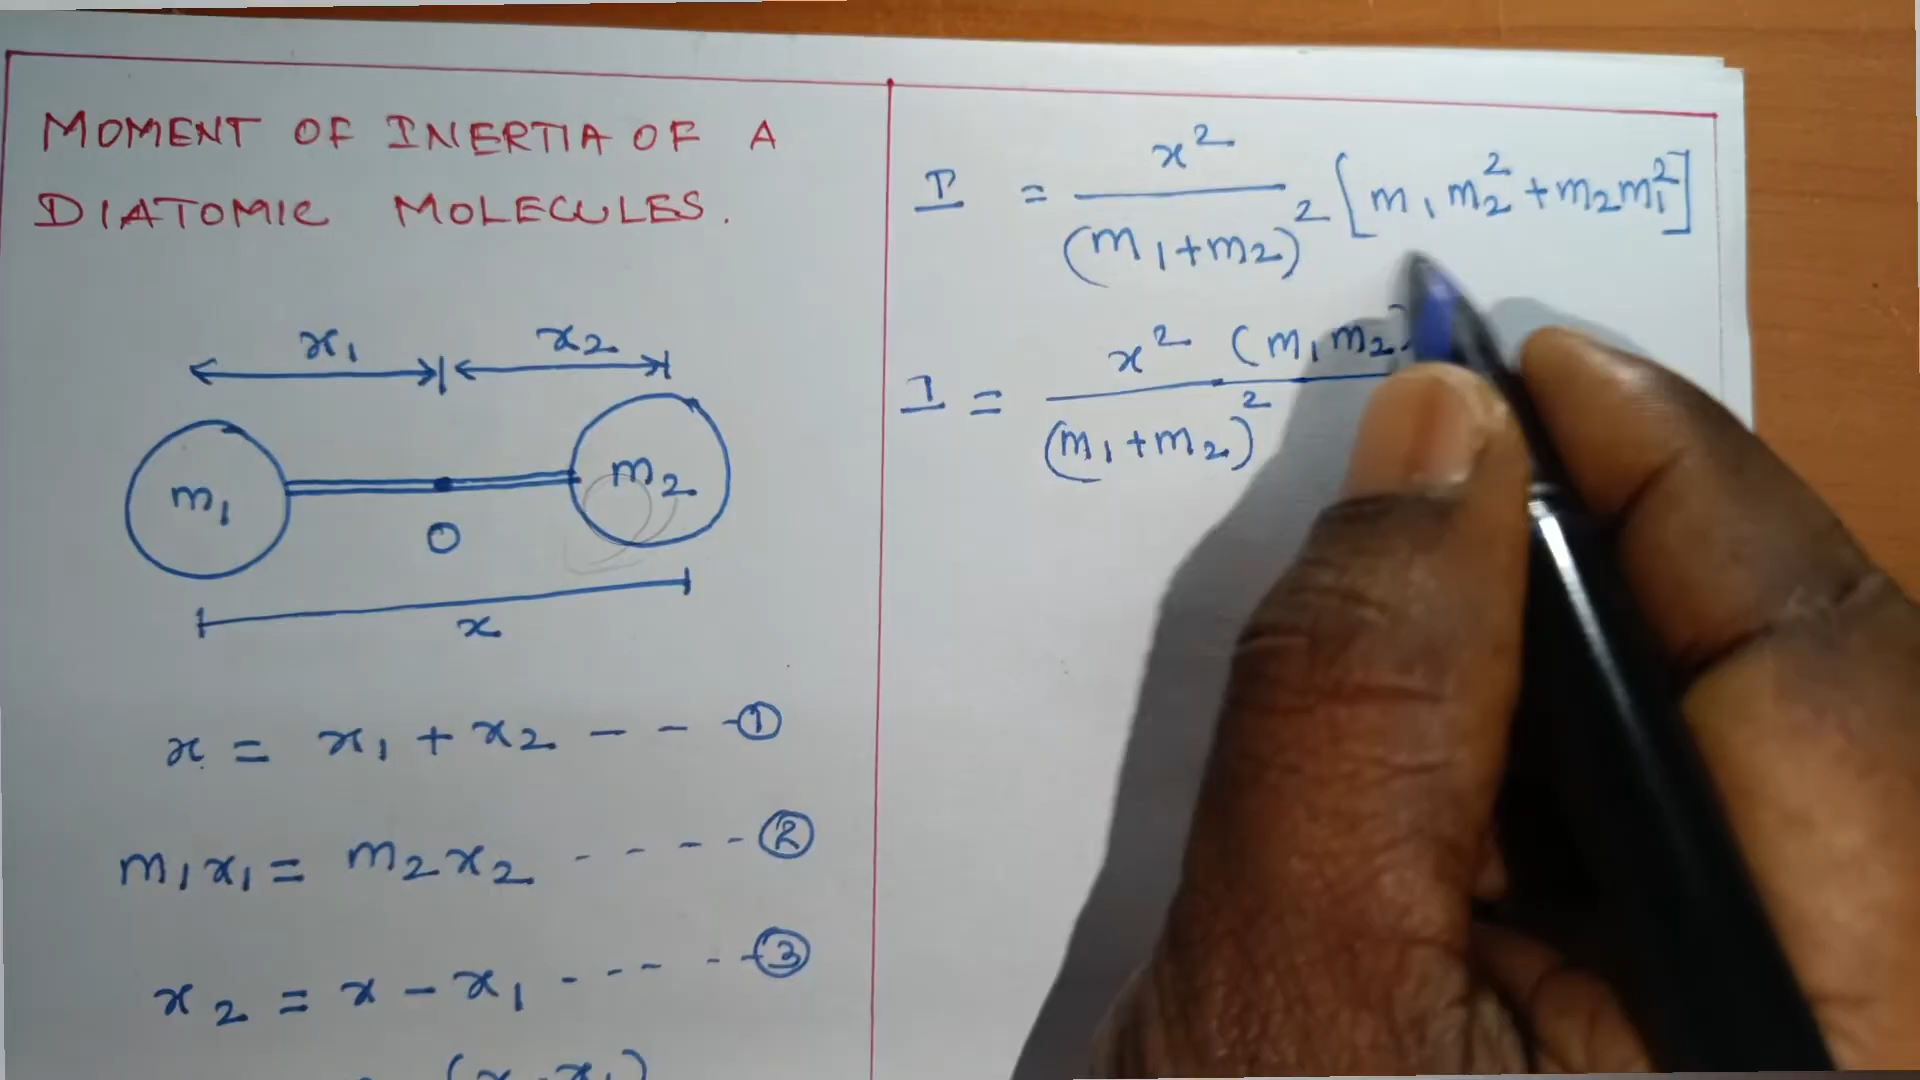 MOMENT OF INERTIA OF A
DIATOMIC MOLECULES.
x₁ x₂
m₁ m₂
O
x
x = x₁ + x₂ - - - ①
m₁x₁ = m₂x₂ - - - - - ②
x₂ = x - x₁ - - - - - ③
(x - x₁)
I = x² / (m₁+m₂)² [m₁m₂² + m₂m₁²]
I = x² (m₁m₂) / (m₁+m₂)²